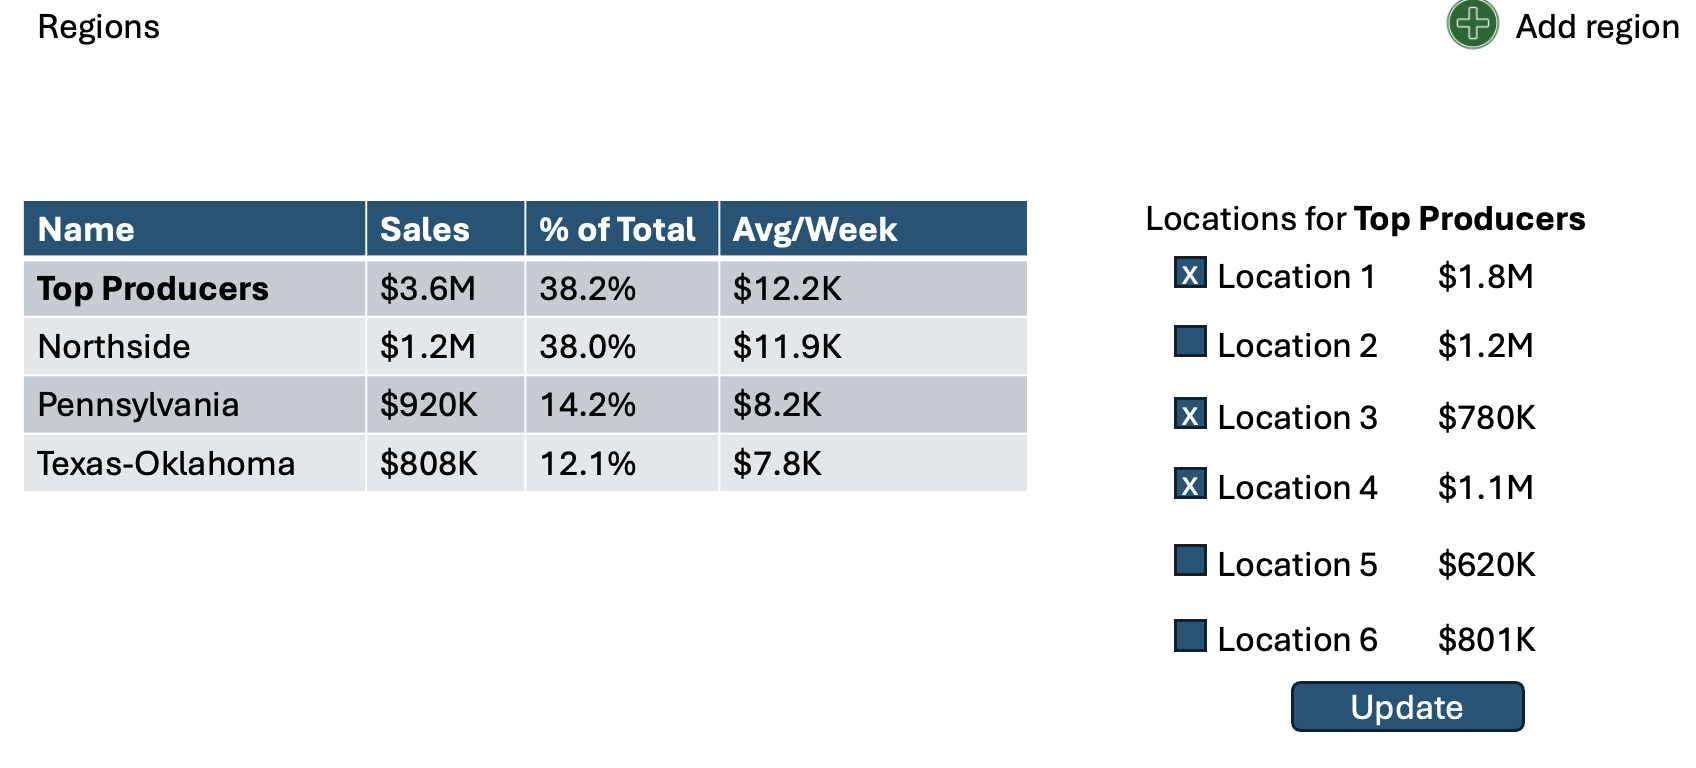 Regions
Add region
Name Sales % of Total Avg/Week
Top Producers $3.6M 38.2% $12.2K
Northside $1.2M 38.0% $11.9K
Pennsylvania $920K 14.2% $8.2K
Texas-Oklahoma $808K 12.1% $7.8K
Locations for Top Producers
X Location 1 $1.8M
Location 2 $1.2M
X Location 3 $780K
X Location 4 $1.1M
Location 5 $620K
Location 6 $801K
Update